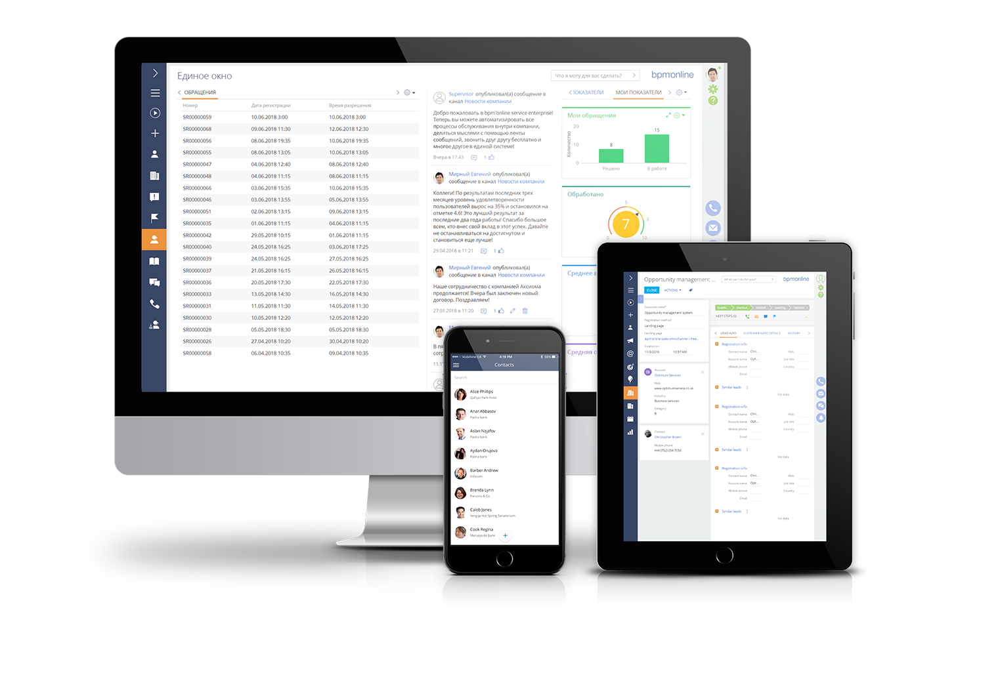 Единое окно
Что я могу для вас сделать?
bpm'online
ОБРАЩЕНИЯ
Номер Дата регистрации Время разрешения
SR00000059 10.06.2018 3:00 10.06.2018 3:00
SR00000068 09.06.2018 11:30 12.06.2018 12:30
SR00000056 08.06.2018 19:35 10.06.2018 19:35
SR00000055 08.06.2018 13:05 10.06.2018 13:05
SR00000047 04.06.2018 12:40 08.06.2018 12:40
SR00000048 04.06.2018 11:15 08.06.2018 11:15
SR00000066 03.06.2018 15:35 10.06.2018 15:35
SR00000046 03.06.2018 13:55 05.06.2018 13:55
SR00000051 02.06.2018 13:15 09.06.2018 13:15
SR00000035 01.06.2018 11:15 04.06.2018 11:15
SR00000042 29.05.2018 10:15 01.06.2018 11:15
SR00000040 24.05.2018 16:25 03.06.2018 17:25
SR00000039 24.05.2018 16:25 27.05.2018 16:25
SR00000037 21.05.2018 16:15 26.05.2018 16:15
SR00000036 20.05.2018 17:30 22.05.2018 17:30
SR00000033 13.05.2018 14:30 16.05.2018 14:30
SR00000031 11.05.2018 11:30 14.05.2018 11:30
SR00000030 10.05.2018 12:20 12.05.2018 12:20
SR00000028 05.05.2018 18:30 05.05.2018 18:30
SR00000026 27.04.2018 10:20 30.04.2018 10:20
SR00000058 06.04.2018 10:35 09.04.2018 10:35
Supervisor опубликовал(а) сообщение в
канал Новости компании
Добро пожаловать в bpm'online service enterprise!
Теперь вы можете автоматизировать все
процессы обслуживания внутри компании,
делиться мыслями с помощью ленты
сообщений, звонить друг другу бесплатно и
многое другое в единой системе!
Вчера в 17:43 1
Мирный Евгений опубликовал(а)
сообщение в канал Новости компании
Коллеги! По результатам последних трех
месяцев уровень удовлетворенности
пользователей вырос на 35% и остановился на
отметке 4.6! Это лучший результат за
последние два года работы! Спасибо большое
всем, кто внес свой вклад в этот успех. Давайте
не останавливаться на достигнутом и
становиться еще лучше!
29.04.2018 в 11:21 1
Мирный Евгений опубликовал(а)
сообщение в канал Новости компании
Наше сотрудничество с компанией Аксиома
продолжается! Вчера был заключен новый
договор. Поздравляем!
27.01.2018 в 11:20 1
ПОКАЗАТЕЛИ МОИ ПОКАЗАТЕЛИ
Мои обращения
Количество
20
10
0
8
15
Решено В работе
Обработано
0
5
8
10
7
Среднее в
Средняя о
Vodafone UA 4:19 PM 58%
Contacts
Search
Alice Phillips
Qafqaz Park Hotel
Anar Abbasov
Pasha bank
Aslan Najafov
Pasha bank
Aydan Orujova
Pasha bank
Barber Andrew
Infocom
Brenda Lynn
Parsons & Co
Caleb Jones
Yengija Hot Spring Sanatorium
Cook Regina
Merseyside Bank
Opportunity management ...
What can I do for you?
bpm'online
CLOSE ACTIONS
Customer need*
Opportunity management system
Registration method
Landing page
Landing page
bpm'online sales omnichannel – free...
Created on
11/3/2016 10:57 AM
Account
Optimum Services
Web
www.optimumservice.co.uk
Industry
Business services
Category
B
Contact
Christopher Brown
Mobile phone
+44 (752) 254 7950
NEXT STEPS (0)
LEAD INFO CUSTOMER NEED DETAILS HISTORY
Registration info
Contact name Chri... Web
Account name Opt... Job title
Mobile phone Country
Email
Similar leads
No data
Registration info
Contact name Chri... Web
Account name Opt... Job title
Mobile phone Country
Email
Similar leads
No data
Registration info
Contact name Chri... Web
Account name Opt... Job title
Mobile phone Country
Email
Similar leads
No data